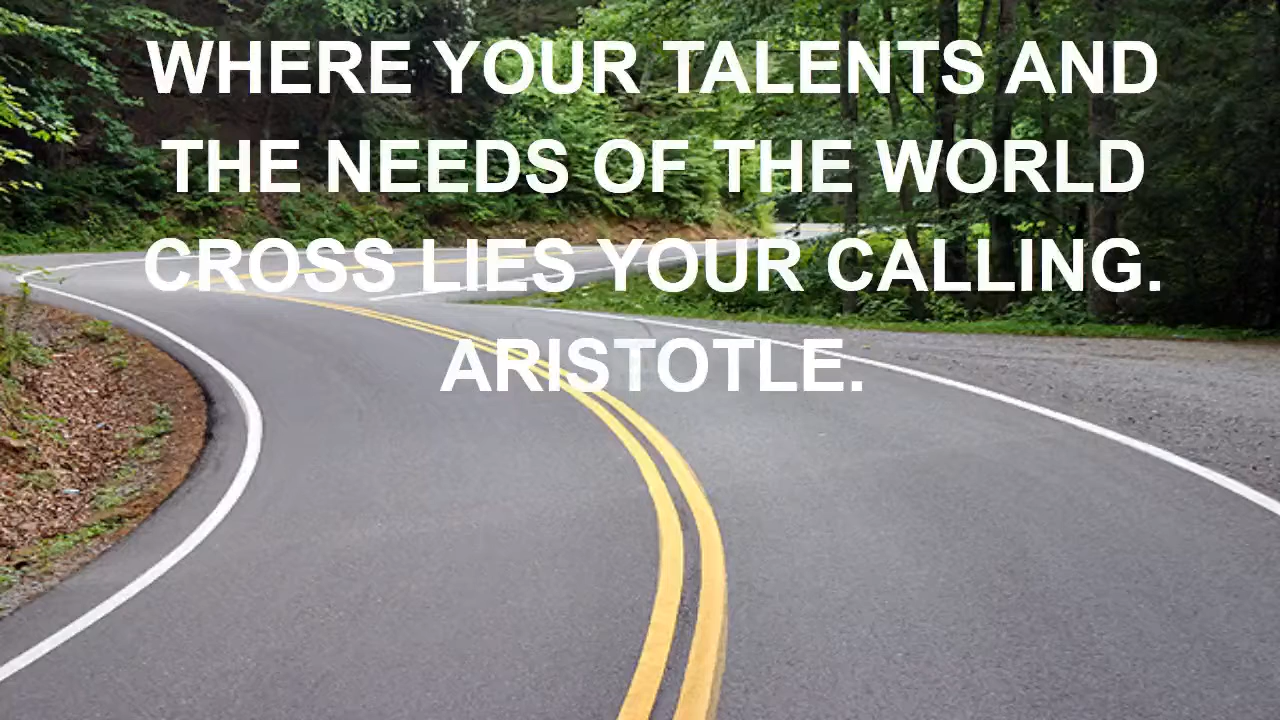 WHERE YOUR TALENTS AND
THE NEEDS OF THE WORLD
CROSS LIES YOUR CALLING.
ARISTOTLE.